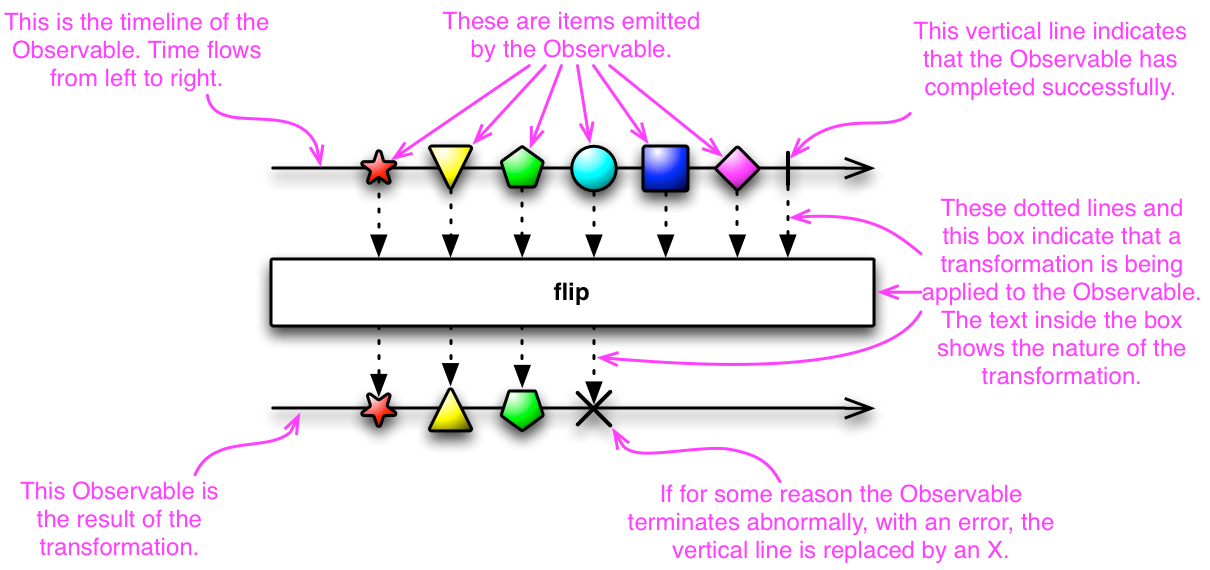 This is the timeline of the
Observable. Time flows
from left to right.
These are items emitted
by the Observable.
This vertical line indicates
that the Observable has
completed successfully.
These dotted lines and
this box indicate that a
transformation is being
applied to the Observable.
The text inside the box
shows the nature of the
transformation.
flip
This Observable is
the result of the
transformation.
If for some reason the Observable
terminates abnormally, with an error, the
vertical line is replaced by an X.